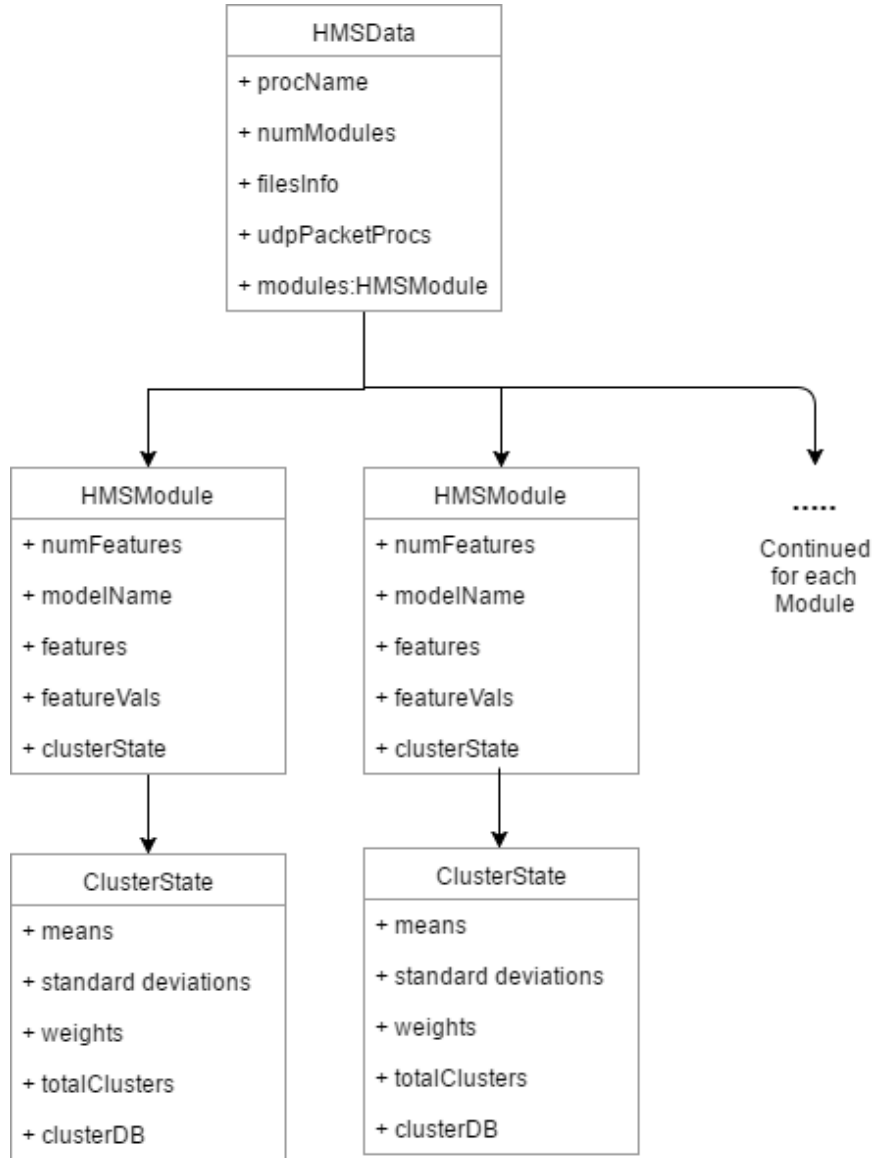 HMSData
+ procName
+ numModules
+ filesInfo
+ udpPacketProcs
+ modules:HMSModule
HMSModule
+ numFeatures
+ modelName
+ features
+ featureVals
+ clusterState
HMSModule
+ numFeatures
+ modelName
+ features
+ featureVals
+ clusterState
.....
Continued
for each
Module
ClusterState
+ means
+ standard deviations
+ weights
+ totalClusters
+ clusterDB
ClusterState
+ means
+ standard deviations
+ weights
+ totalClusters
+ clusterDB